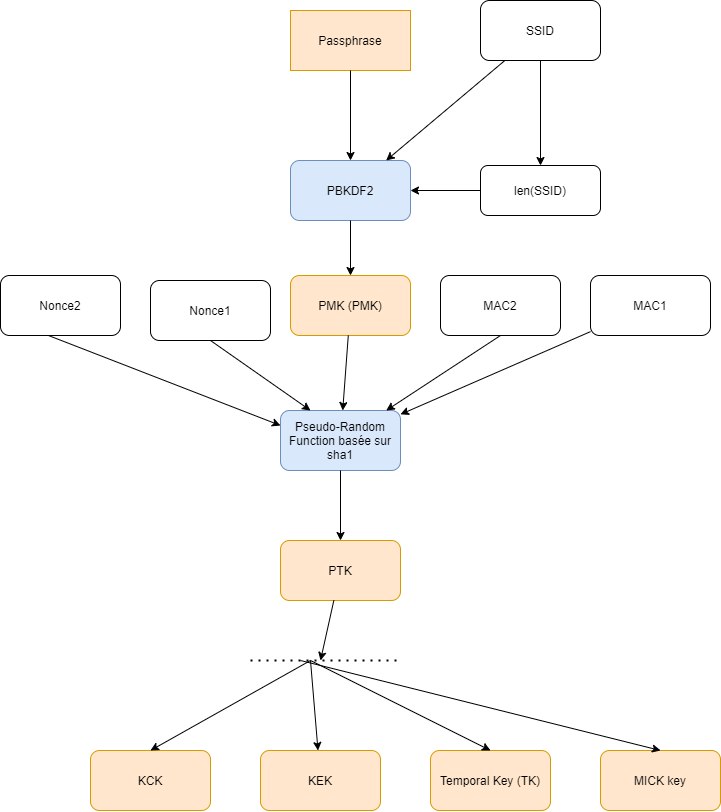 Passphrase
SSID
PBKDF2
len(SSID)
Nonce2
Nonce1
PMK (PMK)
MAC2
MAC1
Pseudo-Random
Function basée sur
sha1
PTK
KCK
KEK
Temporal Key (TK)
MICK key